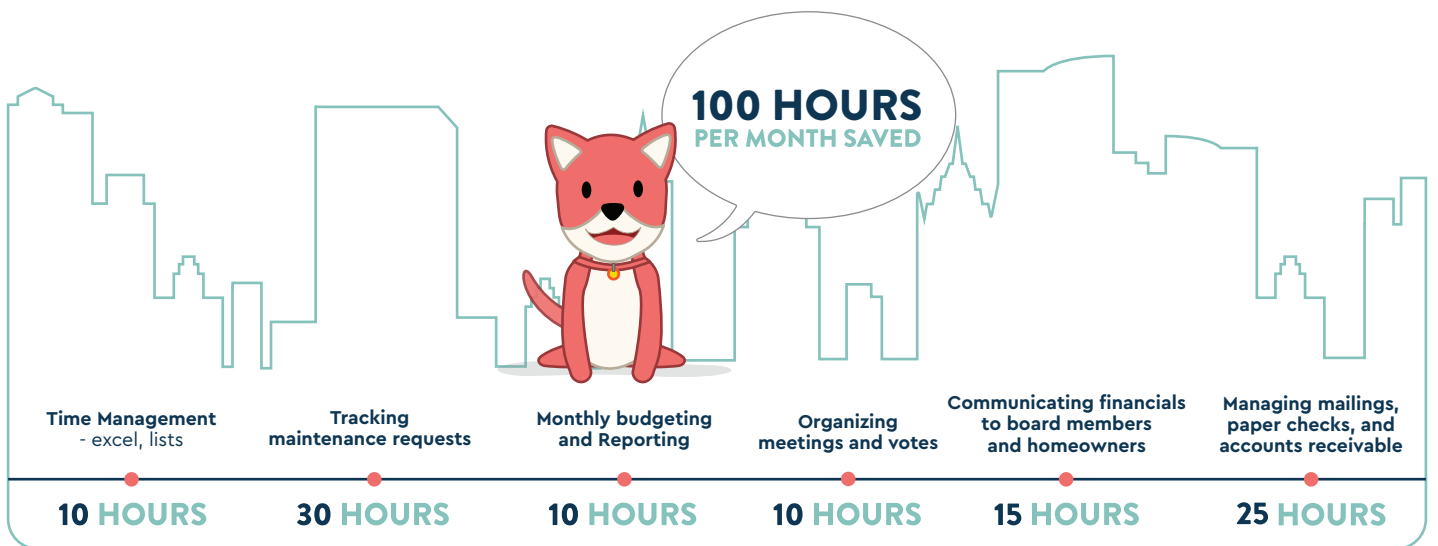 100 HOURS
PER MONTH SAVED
Time Management
- excel, lists
Tracking
maintenance requests
Monthly budgeting
and Reporting
Organizing
meetings and votes
Communicating financials
to board members
and homeowners
Managing mailings,
paper checks, and
accounts receivable
10 HOURS
30 HOURS
10 HOURS
10 HOURS
15 HOURS
25 HOURS